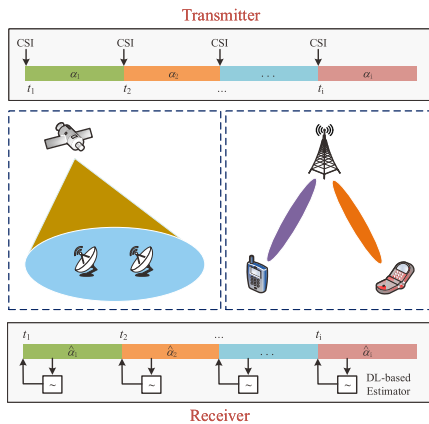 Transmitter
CSI CSI CSI CSI
α₁ α₂ ... αᵢ
t₁ t₂ ... tᵢ
t₁ t₂ ... tᵢ
α̂₁ α̂₂ ... α̂ᵢ
~ ~ ~ ~
DL-based
Estimator
Receiver